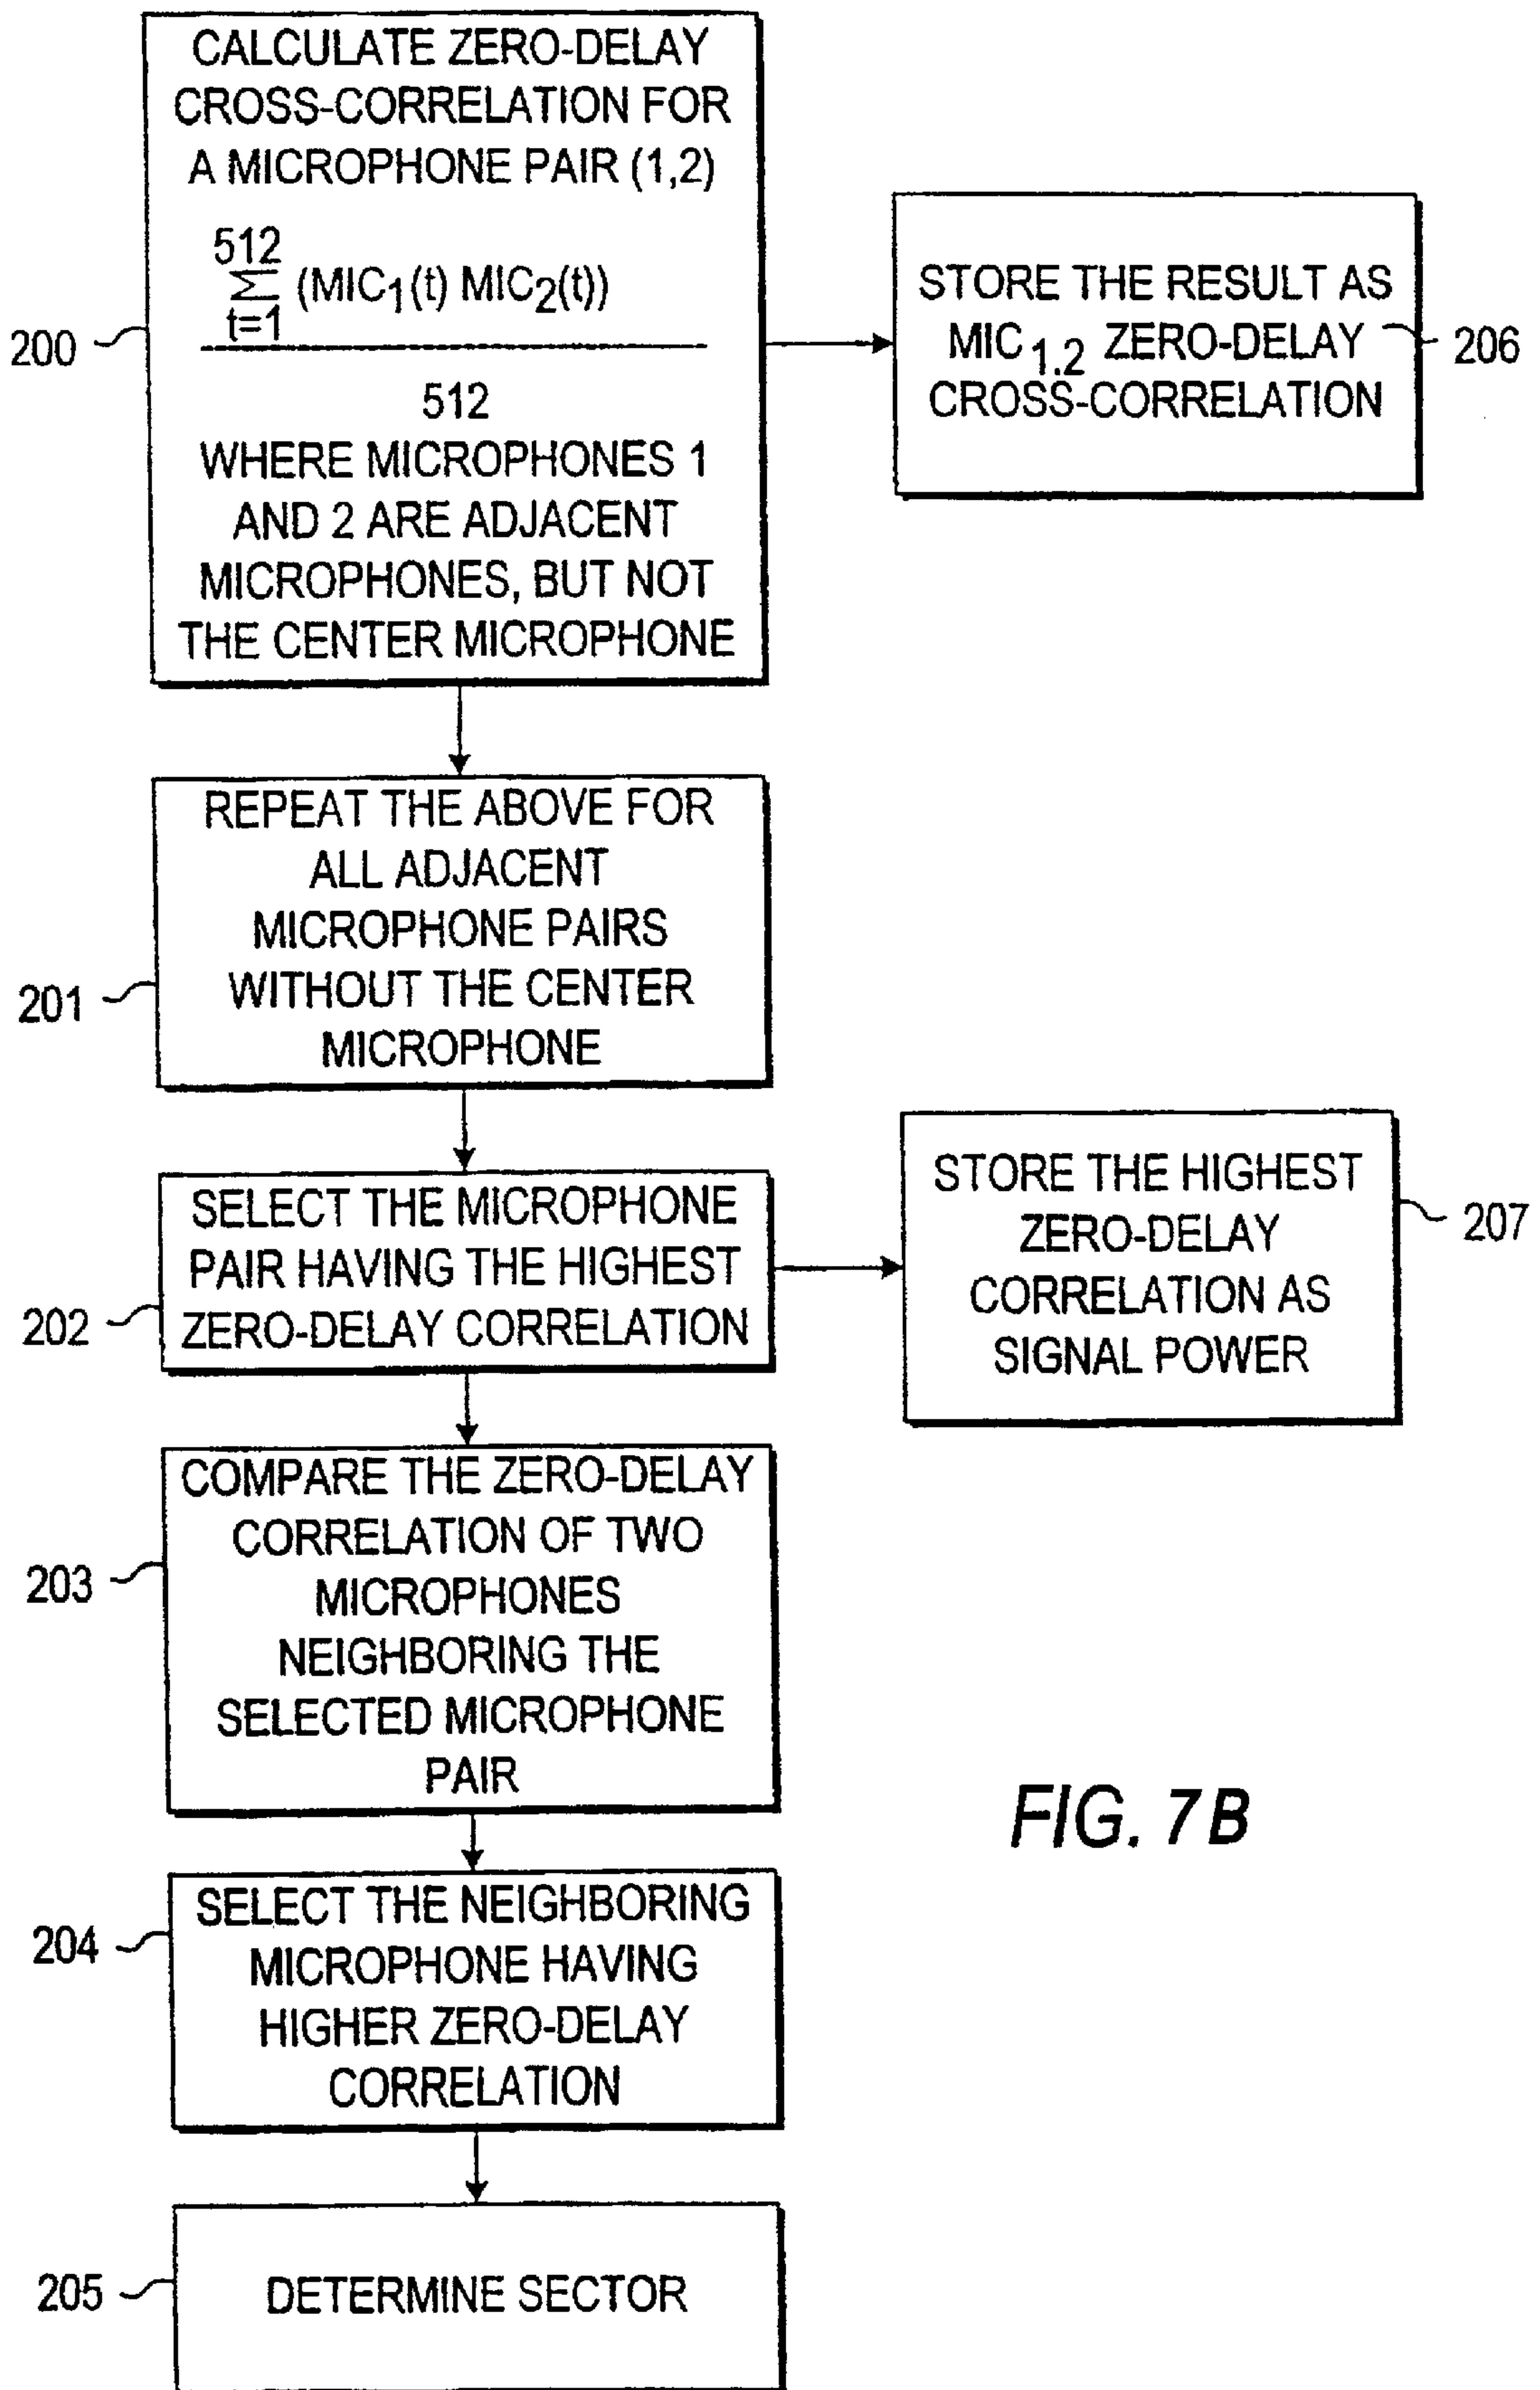 CALCULATE ZERO-DELAY
CROSS-CORRELATION FOR
A MICROPHONE PAIR (1,2)
512
Σ (MIC1(t) MIC2(t))
t=1
512
WHERE MICROPHONES 1
AND 2 ARE ADJACENT
MICROPHONES, BUT NOT
THE CENTER MICROPHONE
200
STORE THE RESULT AS
MIC1,2 ZERO-DELAY
CROSS-CORRELATION
206
REPEAT THE ABOVE FOR
ALL ADJACENT
MICROPHONE PAIRS
WITHOUT THE CENTER
MICROPHONE
201
SELECT THE MICROPHONE
PAIR HAVING THE HIGHEST
ZERO-DELAY CORRELATION
202
STORE THE HIGHEST
ZERO-DELAY
CORRELATION AS
SIGNAL POWER
207
COMPARE THE ZERO-DELAY
CORRELATION OF TWO
MICROPHONES
NEIGHBORING THE
SELECTED MICROPHONE
PAIR
203
SELECT THE NEIGHBORING
MICROPHONE HAVING
HIGHER ZERO-DELAY
CORRELATION
204
DETERMINE SECTOR
205
FIG. 7B